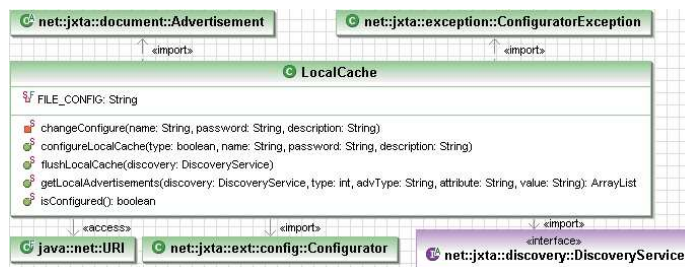 net::jxta::document::Advertisement
net::jxta::exception::ConfiguratorException
«import»
«import»
LocalCache
FILE_CONFIG: String
changeConfigure(name: String, password: String, description: String)
configureLocalCache(type: boolean, name: String, password: String, description: String)
flushLocalCache(discovery: DiscoveryService)
getLocalAdvertisements(discovery: DiscoveryService, type: int, advType: String, attribute: String, value: String): ArrayList
isConfigured(): boolean
«access»
«import»
«import»
java::net::URI
net::jxta::ext::config::Configurator
«interface»
net::jxta::discovery::DiscoveryService